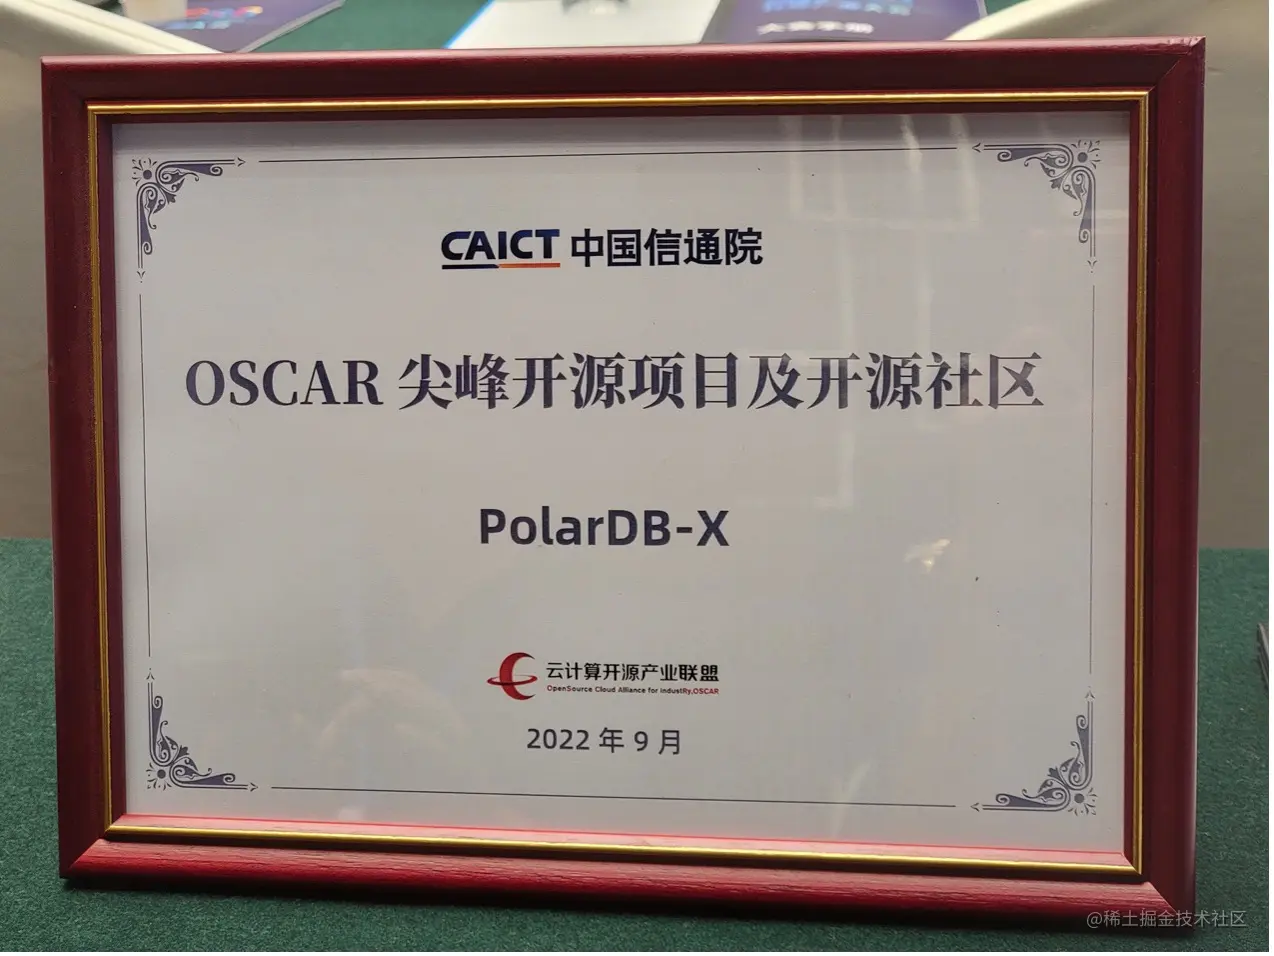 CAICT 中国信通院
OSCAR 尖峰开源项目及开源社区
PolarDB-X
云计算开源产业联盟
OpenSource Cloud Alliance for industRy,OSCAR
2022 年 9 月
@稀土掘金技术社区